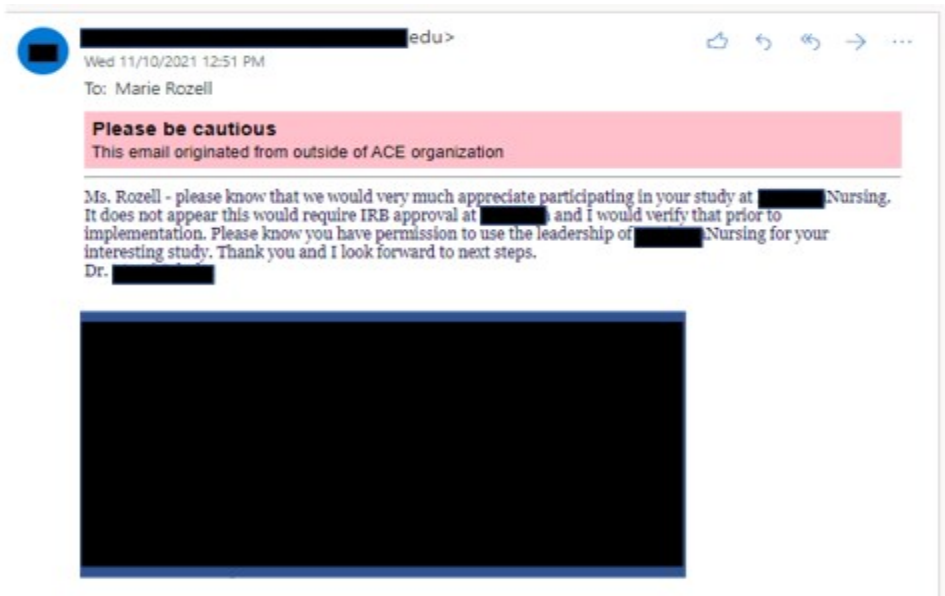 edu>
Wed 11/10/2021 12:51 PM
To: Marie Rozell
Please be cautious
This email originated from outside of ACE organization
Ms. Rozell - please know that we would very much appreciate participating in your study at Nursing.
It does not appear this would require IRB approval at and I would verify that prior to
implementation. Please know you have permission to use the leadership of Nursing for your
interesting study. Thank you and I look forward to next steps.
Dr.